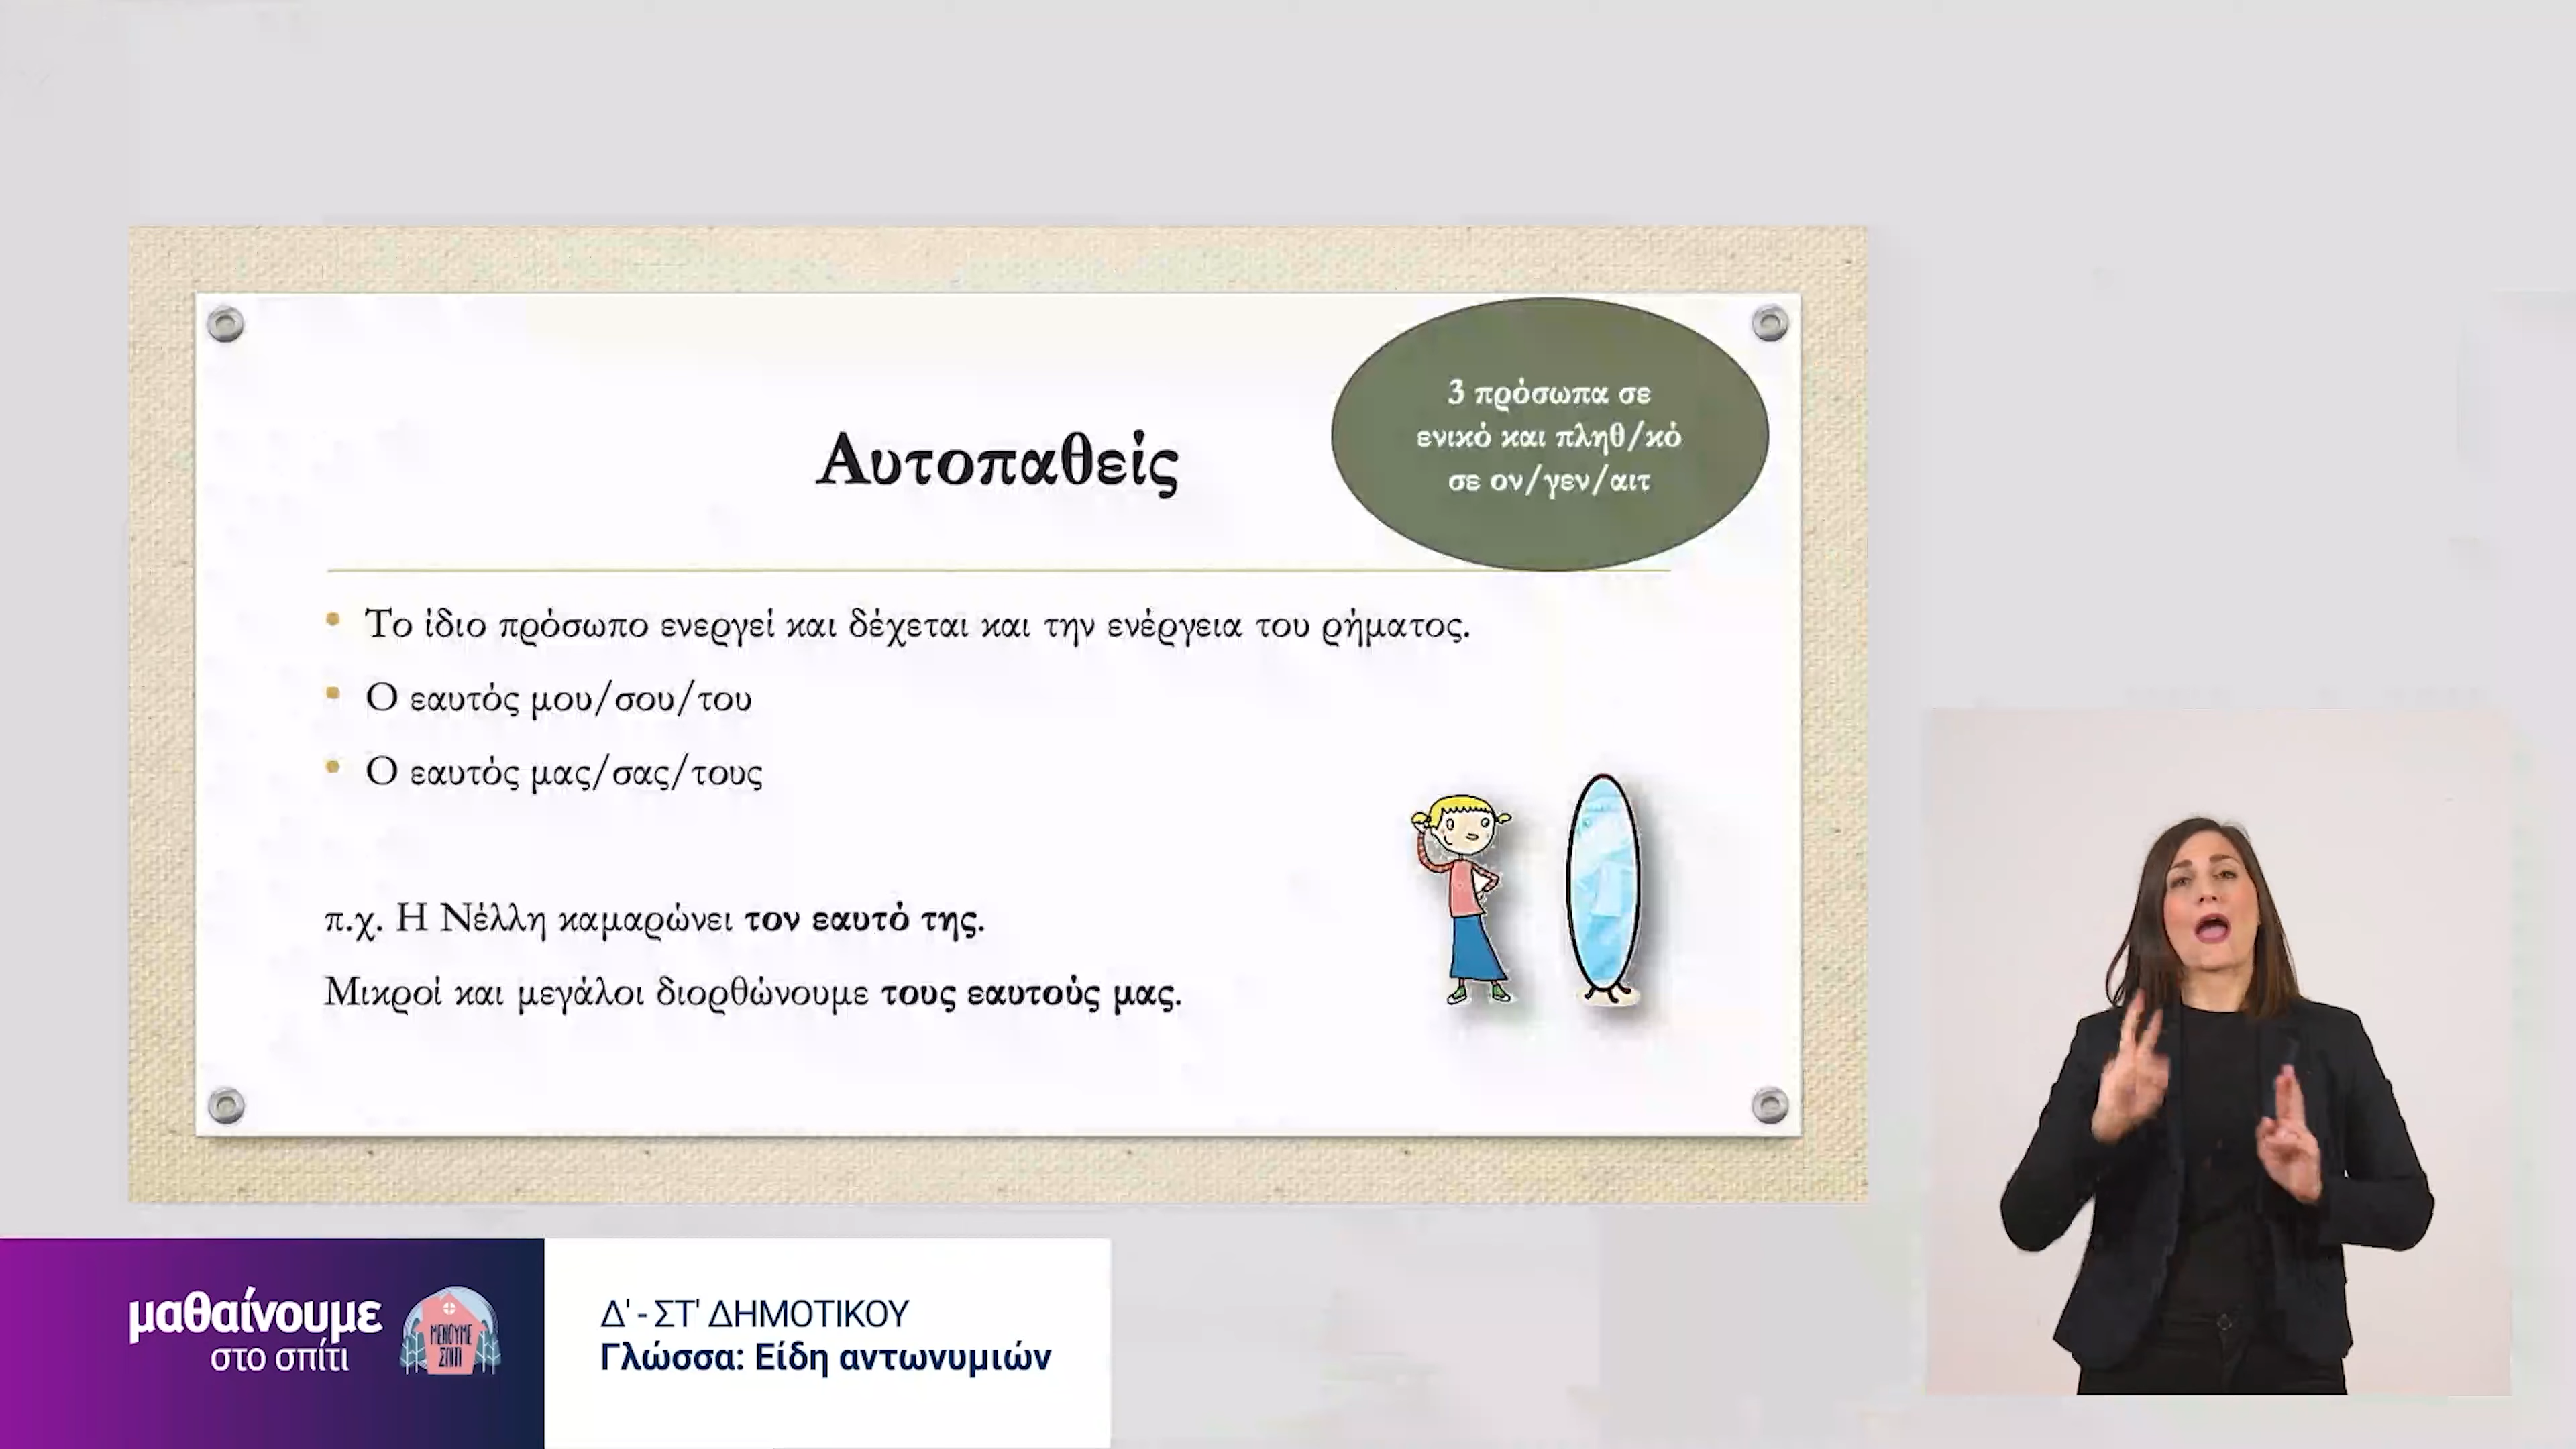 3 πρόσωπα σε
ενικό και πληθ/κό
σε ον/γεν/αιτ
Αυτοπαθείς
• Το ίδιο πρόσωπο ενεργεί και δέχεται και την ενέργεια του ρήματος.
• Ο εαυτός μου/σου/του
• Ο εαυτός μας/σας/τους
π.χ. Η Νέλλη καμαρώνει τον εαυτό της.
Μικροί και μεγάλοι διορθώνουμε τους εαυτούς μας.
μαθαίνουμε
στο σπίτι
ΜΕΝΟΥΜΕ
ΣΠΙΤΙ
Δ' - ΣΤ' ΔΗΜΟΤΙΚΟΥ
Γλώσσα: Είδη αντωνυμιών